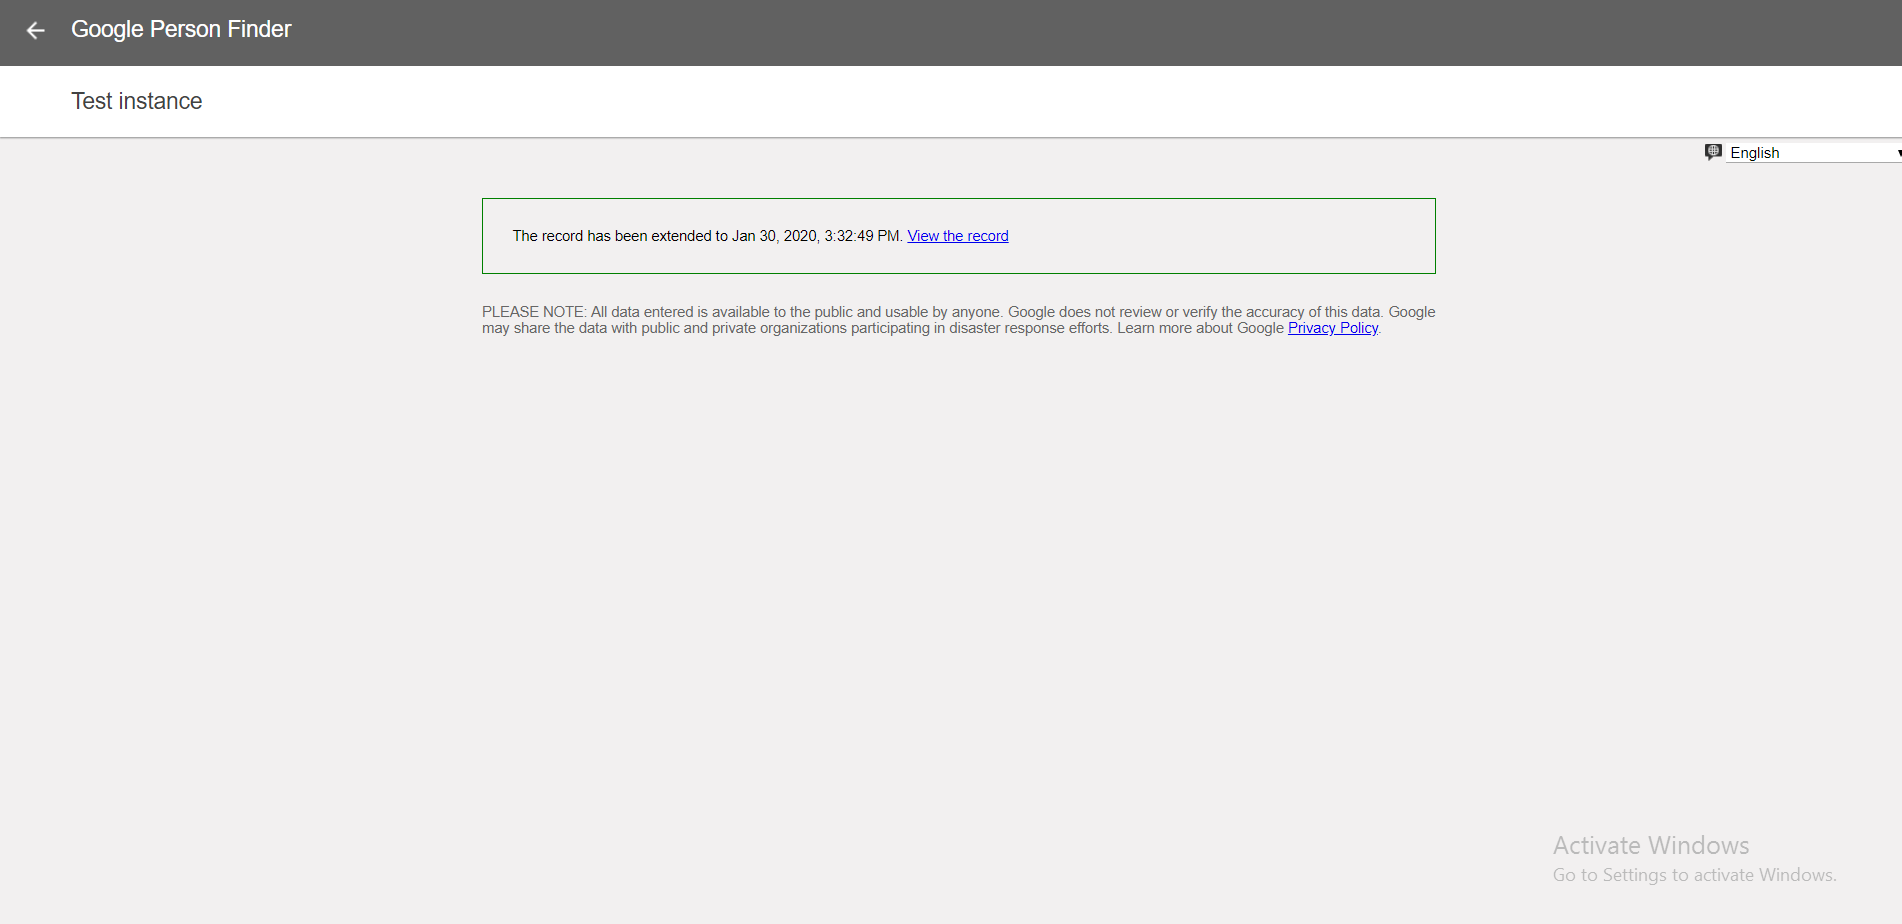 Google Person Finder
Test instance
English
The record has been extended to Jan 30, 2020, 3:32:49 PM. View the record
PLEASE NOTE: All data entered is available to the public and usable by anyone. Google does not review or verify the accuracy of this data. Google
may share the data with public and private organizations participating in disaster response efforts. Learn more about Google Privacy Policy.
Activate Windows
Go to Settings to activate Windows.